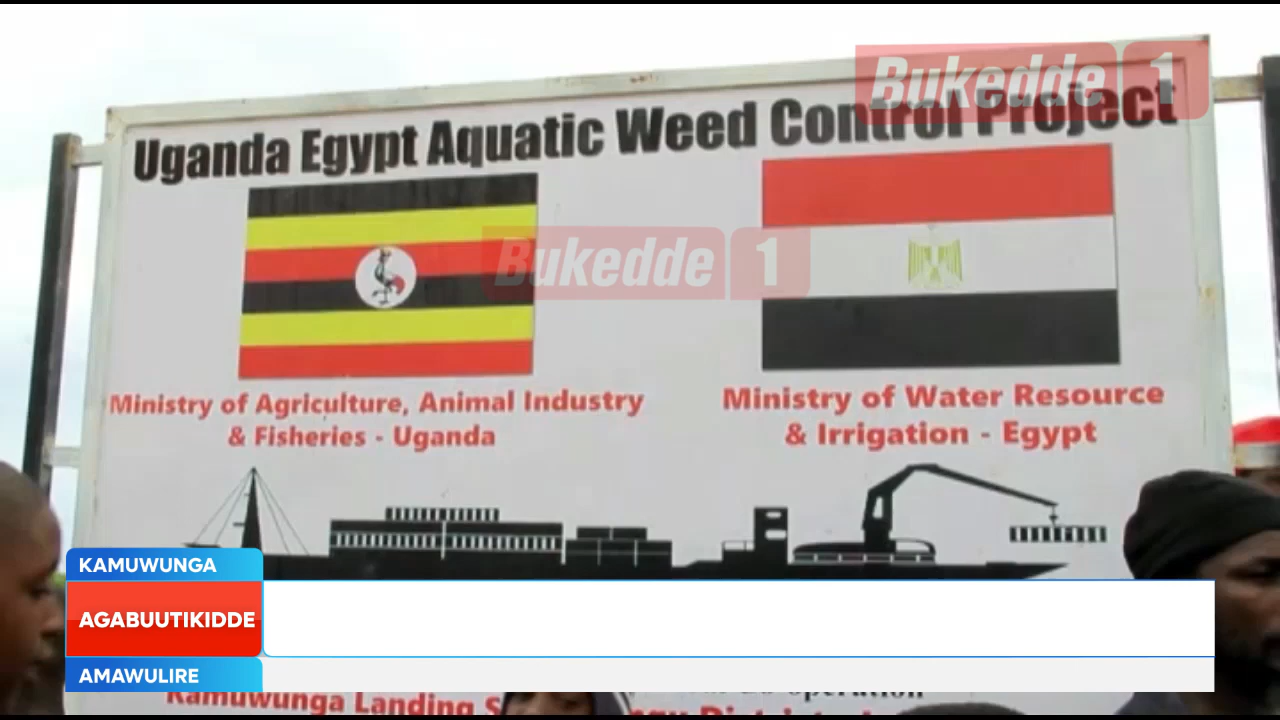 Bukedde 1
Uganda Egypt Aquatic Weed Control Project
Bukedde 1
Ministry of Agriculture, Animal Industry
& Fisheries - Uganda
Ministry of Water Resource
& Irrigation - Egypt
KAMUWUNGA
AGABUUTIKIDDE
AMAWULIRE
Kamuwunga Landing
operation